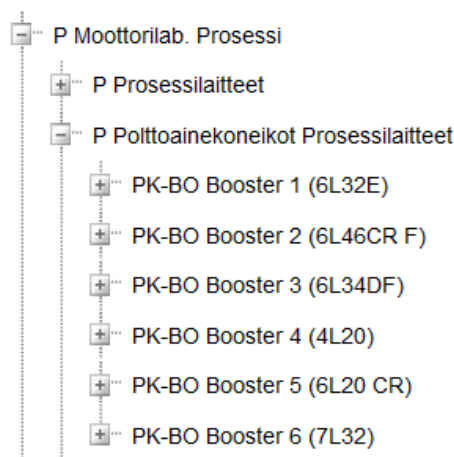 P Moottorilab. Prosessi
P Prosessilaitteet
P Polttoainekoneikot Prosessilaitteet
PK-BO Booster 1 (6L32E)
PK-BO Booster 2 (6L46CR F)
PK-BO Booster 3 (6L34DF)
PK-BO Booster 4 (4L20)
PK-BO Booster 5 (6L20 CR)
PK-BO Booster 6 (7L32)